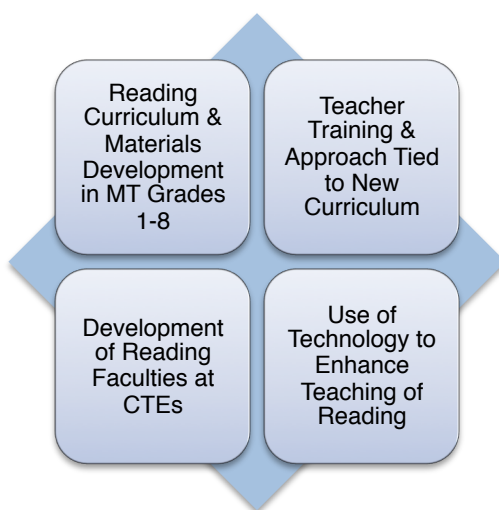 Reading
Curriculum &
Materials
Development
in MT Grades
1-8
Teacher
Training &
Approach Tied
to New
Curriculum
Development
of Reading
Faculties at
CTEs
Use of
Technology to
Enhance
Teaching of
Reading